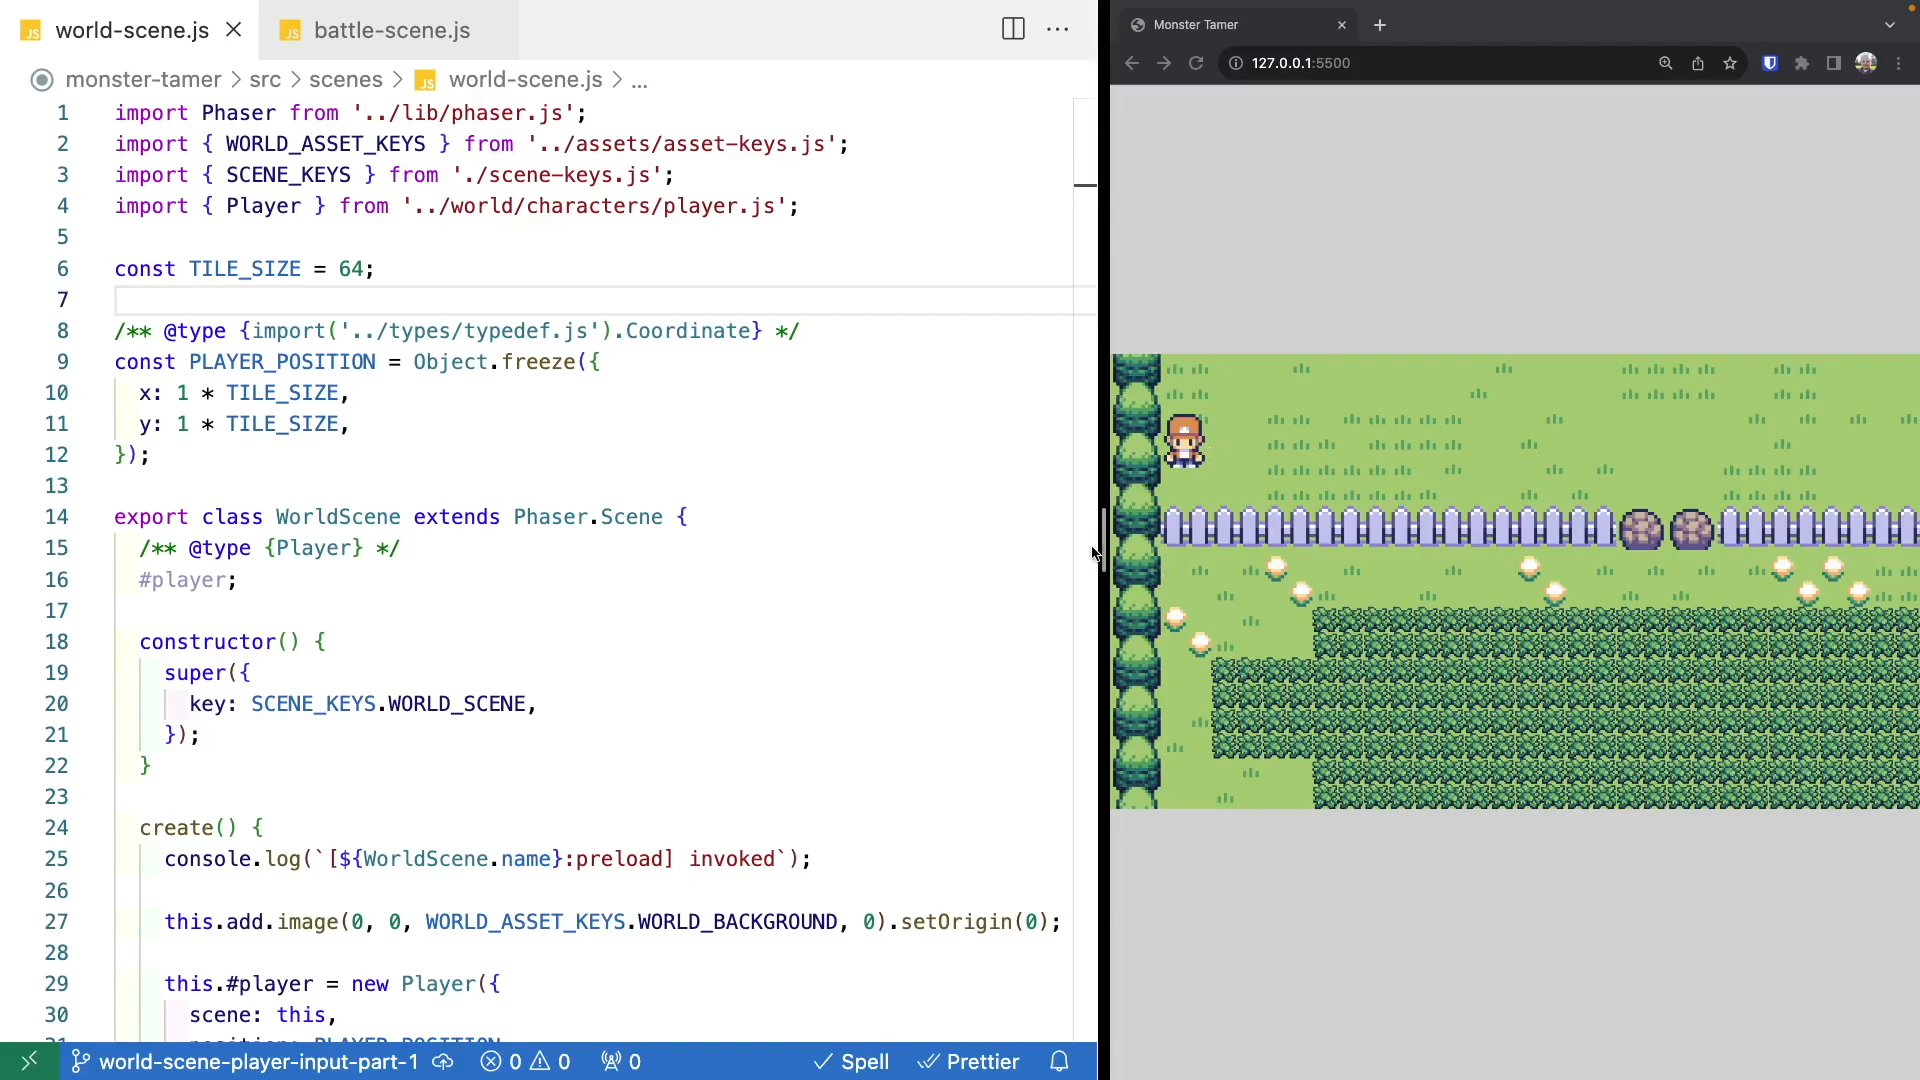 JS world-scene.js
JS battle-scene.js
monster-tamer > src > scenes > JS world-scene.js > ...
1 import Phaser from '../lib/phaser.js';
2 import { WORLD_ASSET_KEYS } from '../assets/asset-keys.js';
3 import { SCENE_KEYS } from './scene-keys.js';
4 import { Player } from '../world/characters/player.js';
5
6 const TILE_SIZE = 64;
7
8 /** @type {import('../types/typedef.js').Coordinate} */
9 const PLAYER_POSITION = Object.freeze({
10 x: 1 * TILE_SIZE,
11 y: 1 * TILE_SIZE,
12 });
13
14 export class WorldScene extends Phaser.Scene {
15 /** @type {Player} */
16 #player;
17
18 constructor() {
19 super({
20 key: SCENE_KEYS.WORLD_SCENE,
21 });
22 }
23
24 create() {
25 console.log(`[${WorldScene.name}:preload] invoked`);
26
27 this.add.image(0, 0, WORLD_ASSET_KEYS.WORLD_BACKGROUND, 0).setOrigin(0);
28
29 this.#player = new Player({
30 scene: this,
31 position: PLAYER_POSITION
world-scene-player-input-part-1 0 0 0 Spell Prettier
Monster Tamer
127.0.0.1:5500